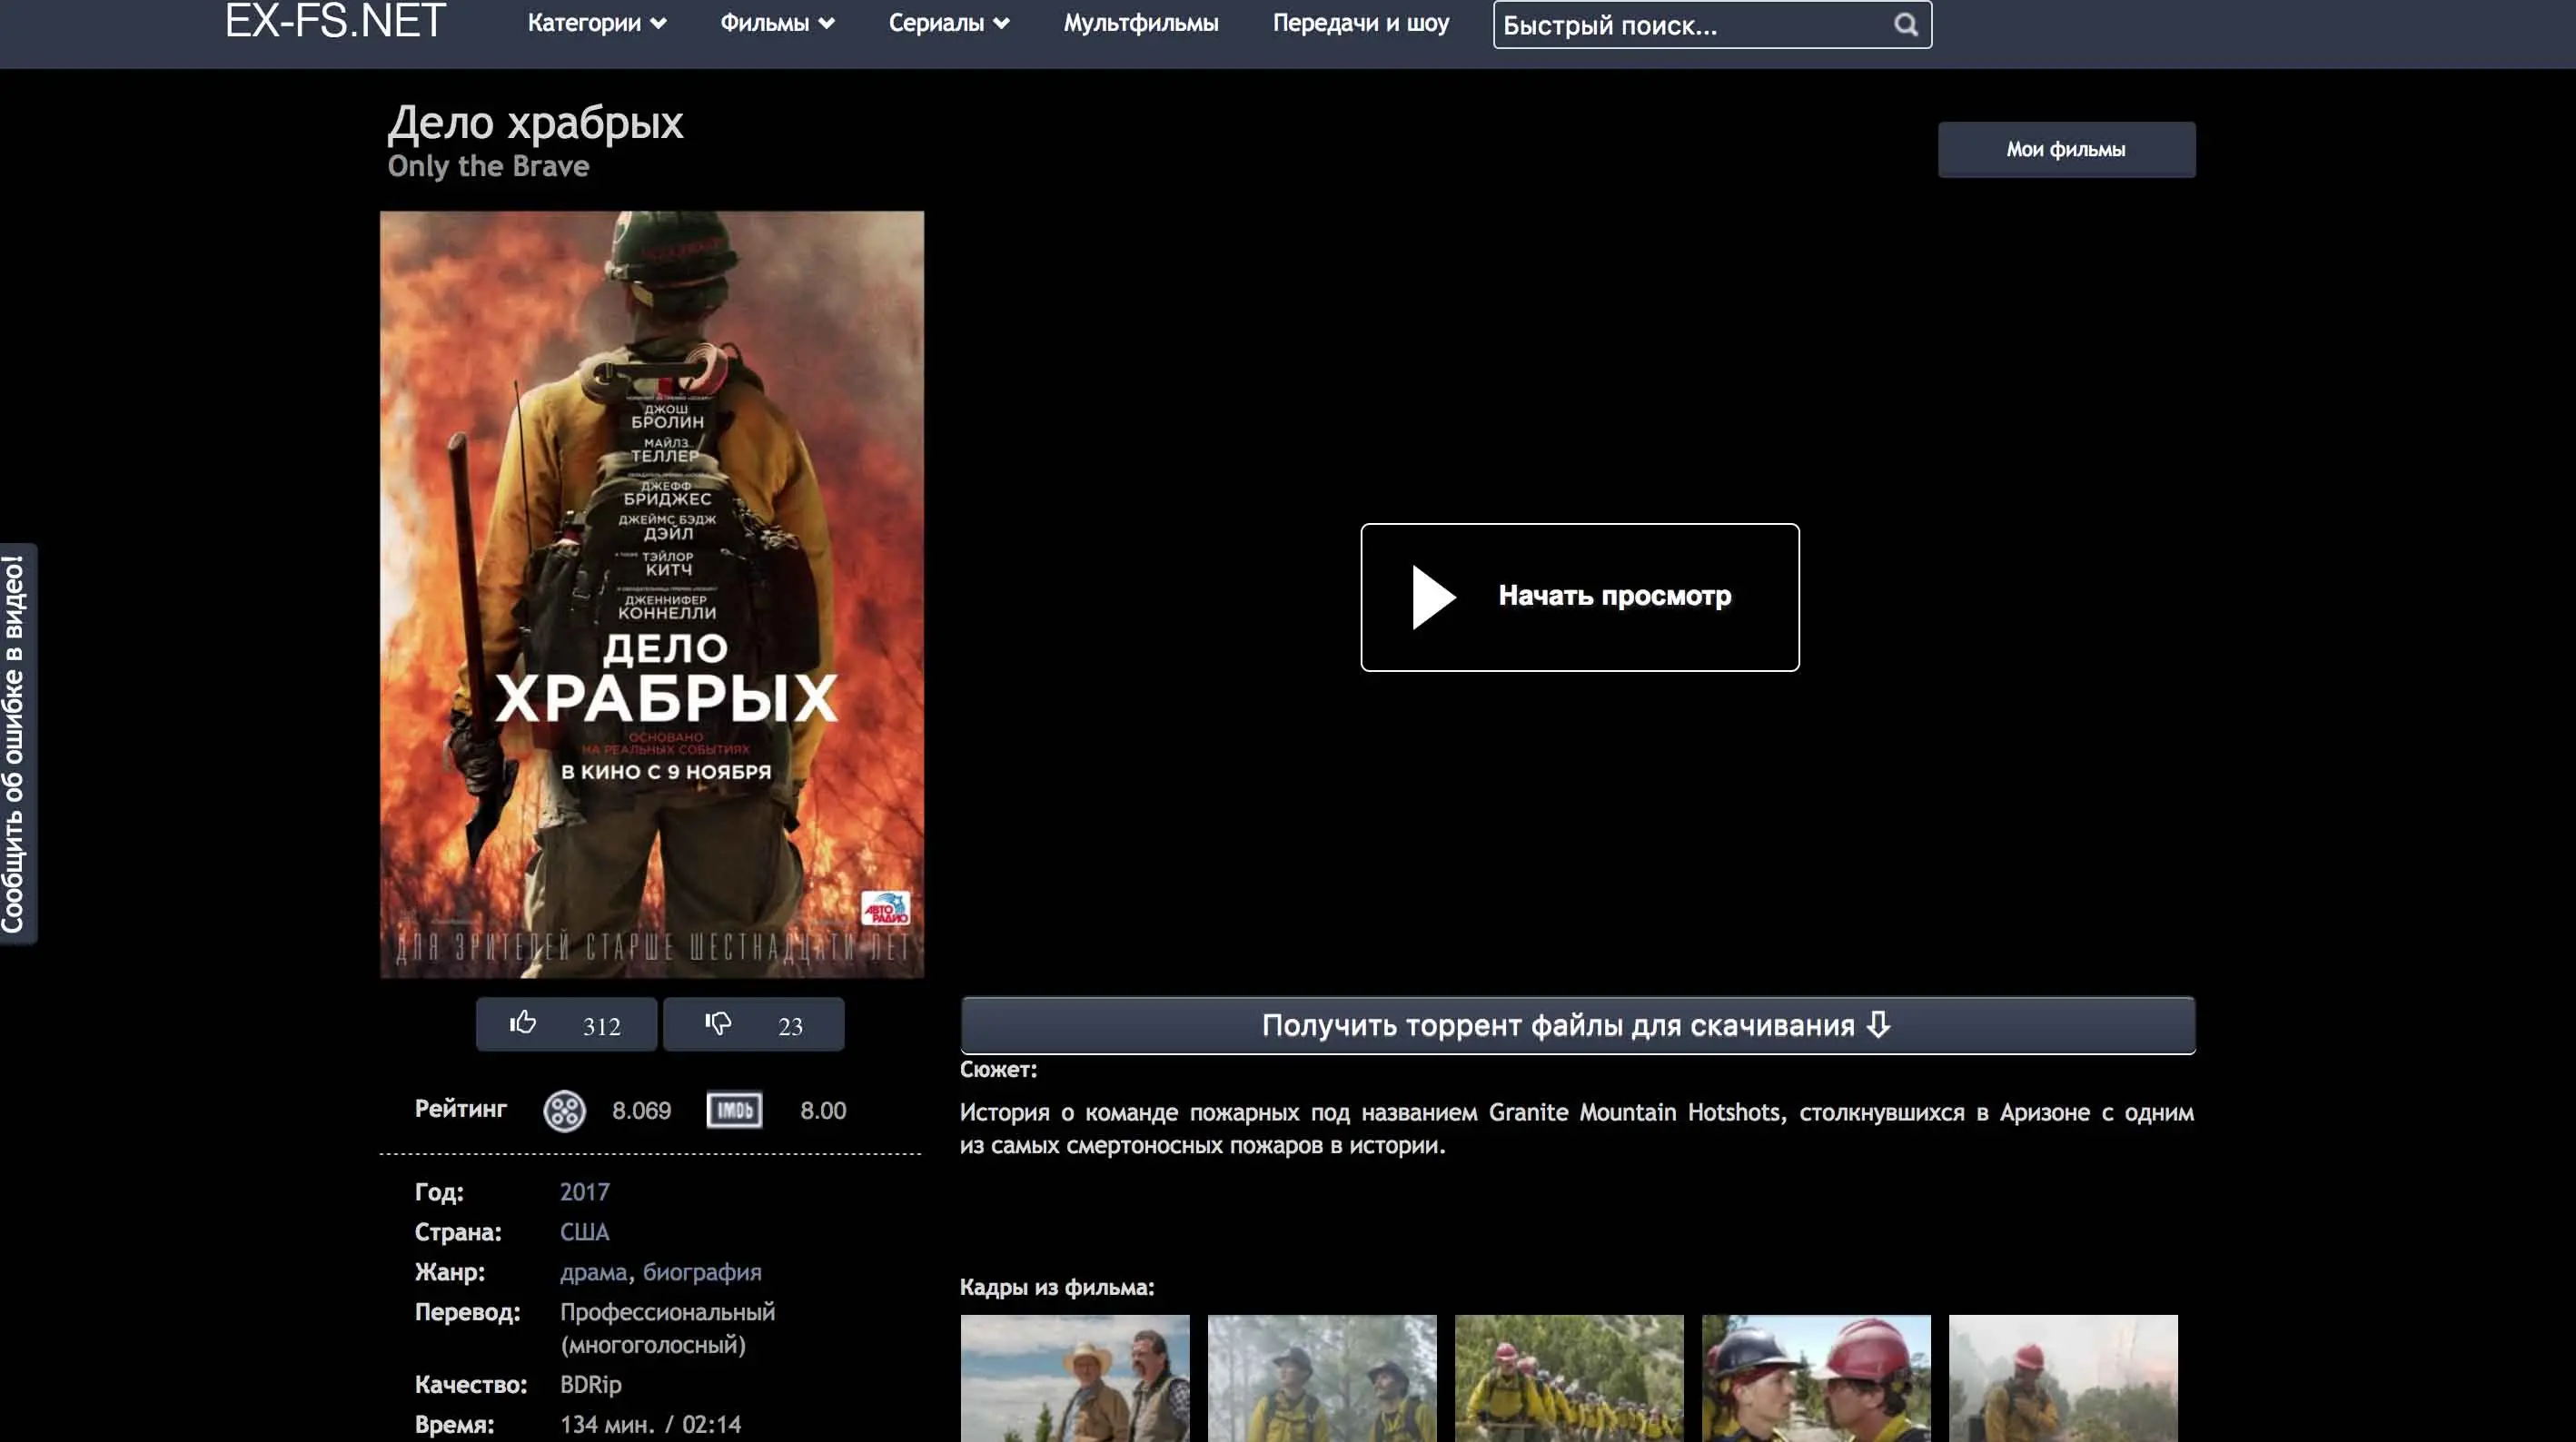 EX-FS.NET
Категории
Фильмы
Сериалы
Мультфильмы
Передачи и шоу
Быстрый поиск...
Дело храбрых
Only the Brave
Мои фильмы
Сообщить об ошибке в видео!
ДЖОШ
БРОЛИН
МАЙЛЗ
ТЕЛЛЕР
ДЖЕФФ
БРИДЖЕС
ДЖЕЙМС БЭДЖ
ДЭЙЛ
ТЭЙЛОР
КИТЧ
ДЖЕННИФЕР
КОННЕЛЛИ
ДЕЛО
ХРАБРЫХ
ОСНОВАНО
НА РЕАЛЬНЫХ СОБЫТИЯХ
В КИНО С 9 НОЯБРЯ
АВТО
РАДИО
ДЛЯ ЗРИТЕЛЕЙ СТАРШЕ ШЕСТНАДЦАТИ ЛЕТ
Начать просмотр
312
23
Рейтинг
8.069
IMDb
8.00
Год: 2017
Страна: США
Жанр: драма, биография
Перевод: Профессиональный
(многоголосный)
Качество: BDRip
Время: 134 мин. / 02:14
Получить торрент файлы для скачивания
Сюжет:
История о команде пожарных под названием Granite Mountain Hotshots, столкнувшихся в Аризоне с одним
из самых смертоносных пожаров в истории.
Кадры из фильма: